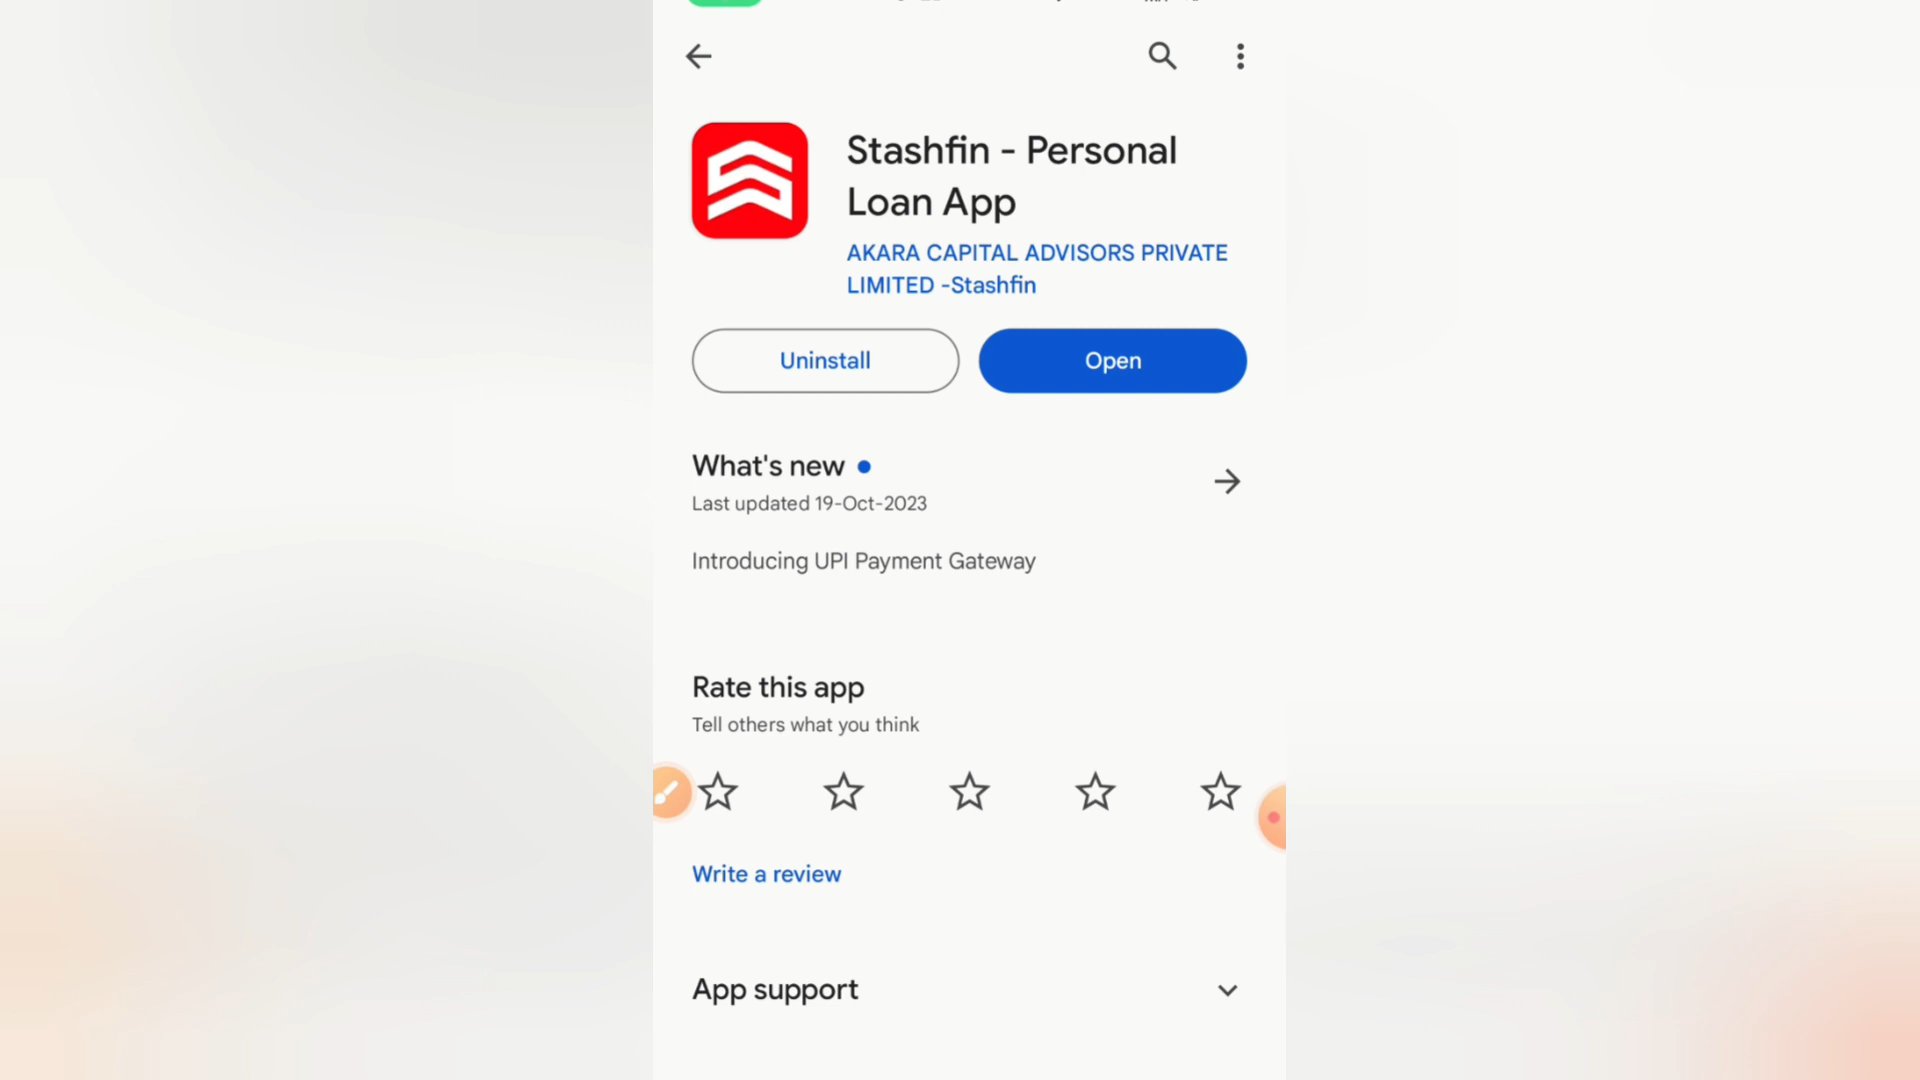 Stashfin - Personal
Loan App
AKARA CAPITAL ADVISORS PRIVATE
LIMITED -Stashfin
Uninstall
Open
What's new
Last updated 19-Oct-2023
Introducing UPI Payment Gateway
Rate this app
Tell others what you think
Write a review
App support